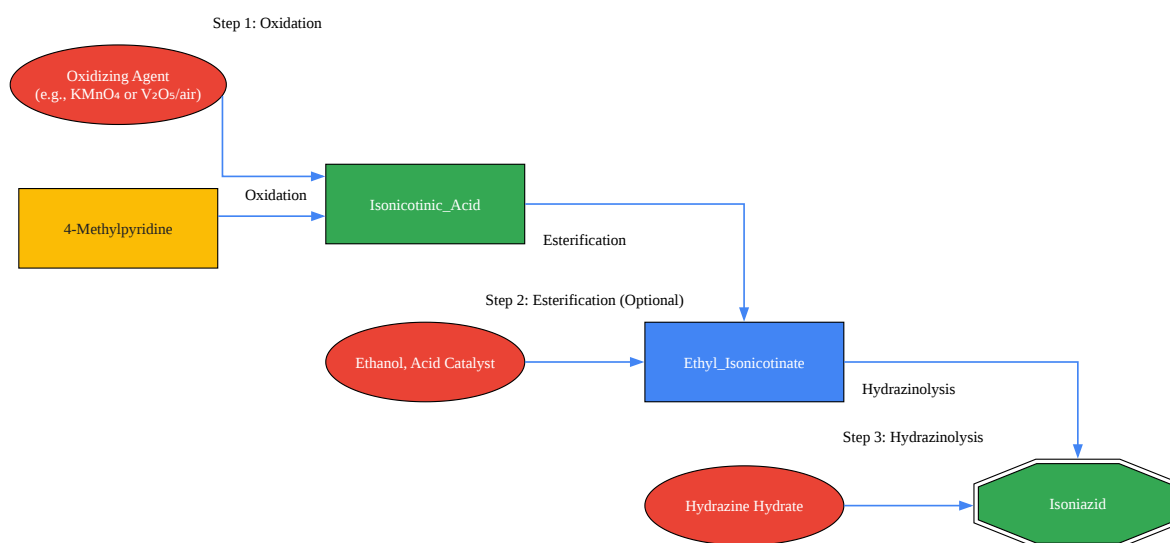 Step 1: Oxidation
Oxidizing Agent
(e.g., KMnO₄ or V₂O₅/air)
Oxidation
Isonicotinic_Acid
4-Methylpyridine
Esterification
Step 2: Esterification (Optional)
Ethanol, Acid Catalyst
Ethyl_Isonicotinate
Hydrazinolysis
Step 3: Hydrazinolysis
Hydrazine Hydrate
Isoniazid